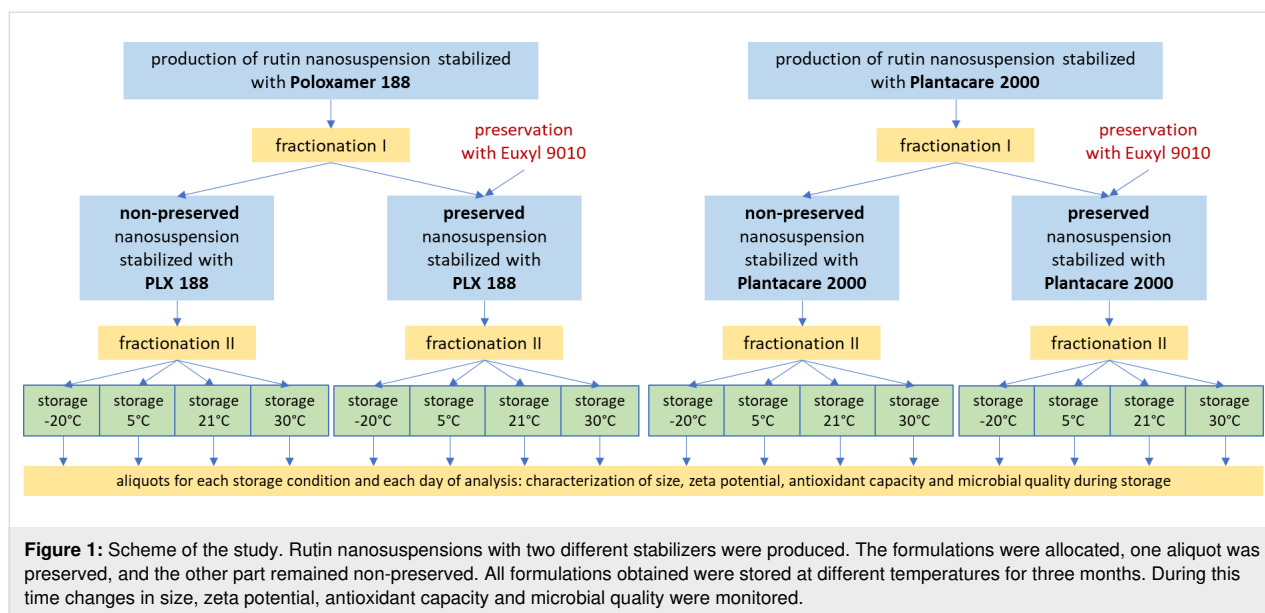 production of rutin nanosuspension stabilized
with Poloxamer 188
production of rutin nanosuspension stabilized
with Plantacare 2000
fractionation I
preservation
with Euxyl 9010
fractionation I
preservation
with Euxyl 9010
non-preserved
nanosuspension
stabilized with
PLX 188
preserved
nanosuspension
stabilized with
PLX 188
non-preserved
nanosuspension
stabilized with
Plantacare 2000
preserved
nanosuspension
stabilized with
Plantacare 2000
fractionation II
fractionation II
fractionation II
fractionation II
storage
-20°C
storage
5°C
storage
21°C
storage
30°C
storage
-20°C
storage
5°C
storage
21°C
storage
30°C
storage
-20°C
storage
5°C
storage
21°C
storage
30°C
storage
-20°C
storage
5°C
storage
21°C
storage
30°C
aliquots for each storage condition and each day of analysis: characterization of size, zeta potential, antioxidant capacity and microbial quality during storage
Figure 1: Scheme of the study. Rutin nanosuspensions with two different stabilizers were produced. The formulations were allocated, one aliquot was
preserved, and the other part remained non-preserved. All formulations obtained were stored at different temperatures for three months. During this
time changes in size, zeta potential, antioxidant capacity and microbial quality were monitored.